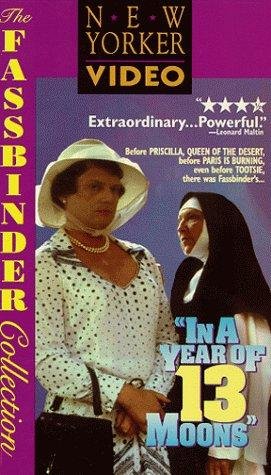 The FASSBINDER Collection
NEW
YORKER
VIDEO
"★★★½
Extraordinary...Powerful."
—Leonard Maltin
Before PRISCILLA, QUEEN OF THE DESERT,
before PARIS IS BURNING,
even before TOOTSIE,
there was Fassbinder's...
"IN A
YEAR OF
13
MOONS"